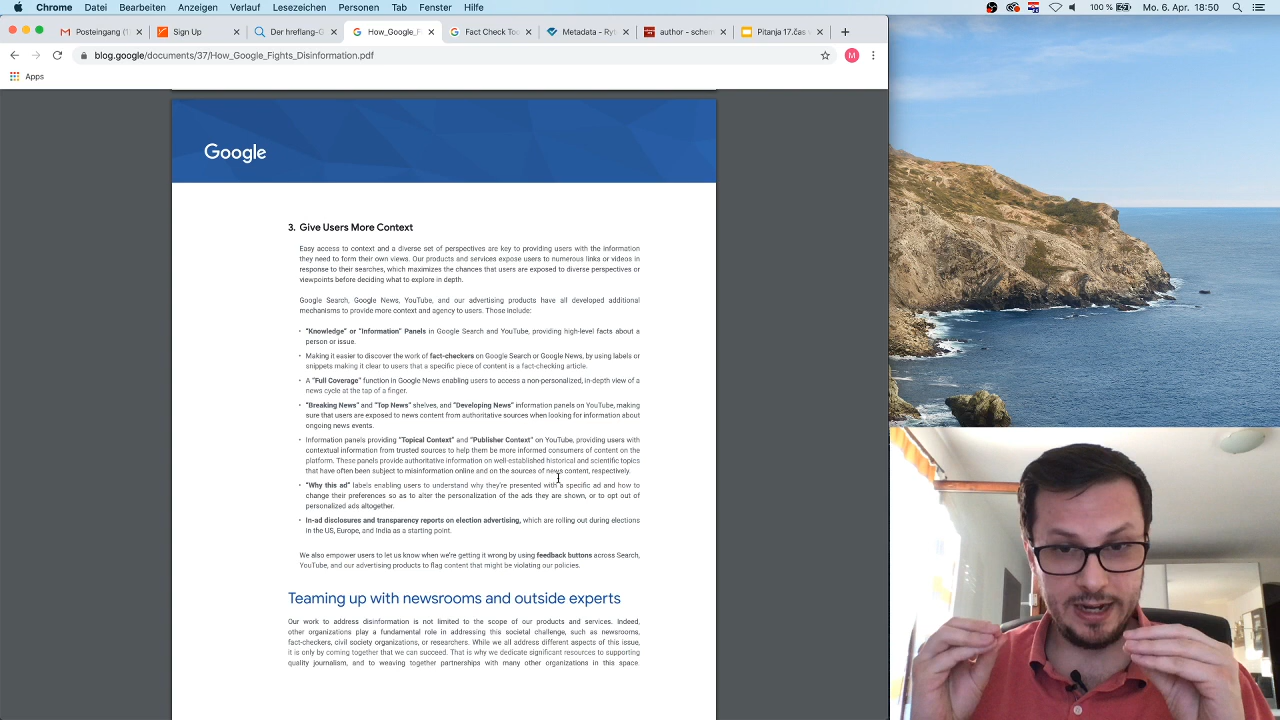 Chrome Datei Bearbeiten Anzeigen Verlauf Lesezeichen Personen Tab Fenster Hilfe 100 % Mo. 6. Apr. 18:50
Posteingang (1 Sign Up Der hreflang-G How_Google_F Fact Check Too Metadata - Ryt author - schem Pitanja 17.čas v
blog.google/documents/37/How_Google_Fights_Disinformation.pdf M
Apps
Google
3. Give Users More Context
Easy access to context and a diverse set of perspectives are key to providing users with the information
they need to form their own views. Our products and services expose users to numerous links or videos in
response to their searches, which maximizes the chances that users are exposed to diverse perspectives or
viewpoints before deciding what to explore in depth.
Google Search, Google News, YouTube, and our advertising products have all developed additional
mechanisms to provide more context and agency to users. Those include:
• “Knowledge” or “Information” Panels in Google Search and YouTube, providing high-level facts about a
person or issue.
• Making it easier to discover the work of fact-checkers on Google Search or Google News, by using labels or
snippets making it clear to users that a specific piece of content is a fact-checking article.
• A “Full Coverage” function in Google News enabling users to access a non-personalized, in-depth view of a
news cycle at the tap of a finger.
• “Breaking News” and “Top News” shelves, and “Developing News” information panels on YouTube, making
sure that users are exposed to news content from authoritative sources when looking for information about
ongoing news events.
• Information panels providing “Topical Context” and “Publisher Context” on YouTube, providing users with
contextual information from trusted sources to help them be more informed consumers of content on the
platform. These panels provide authoritative information on well-established historical and scientific topics
that have often been subject to misinformation online and on the sources of news content, respectively.
• “Why this ad” labels enabling users to understand why they’re presented with a specific ad and how to
change their preferences so as to alter the personalization of the ads they are shown, or to opt out of
personalized ads altogether.
• In-ad disclosures and transparency reports on election advertising, which are rolling out during elections
in the US, Europe, and India as a starting point.
We also empower users to let us know when we’re getting it wrong by using feedback buttons across Search,
YouTube, and our advertising products to flag content that might be violating our policies.
Teaming up with newsrooms and outside experts
Our work to address disinformation is not limited to the scope of our products and services. Indeed,
other organizations play a fundamental role in addressing this societal challenge, such as newsrooms,
fact-checkers, civil society organizations, or researchers. While we all address different aspects of this issue,
it is only by coming together that we can succeed. That is why we dedicate significant resources to supporting
quality journalism, and to weaving together partnerships with many other organizations in this space.